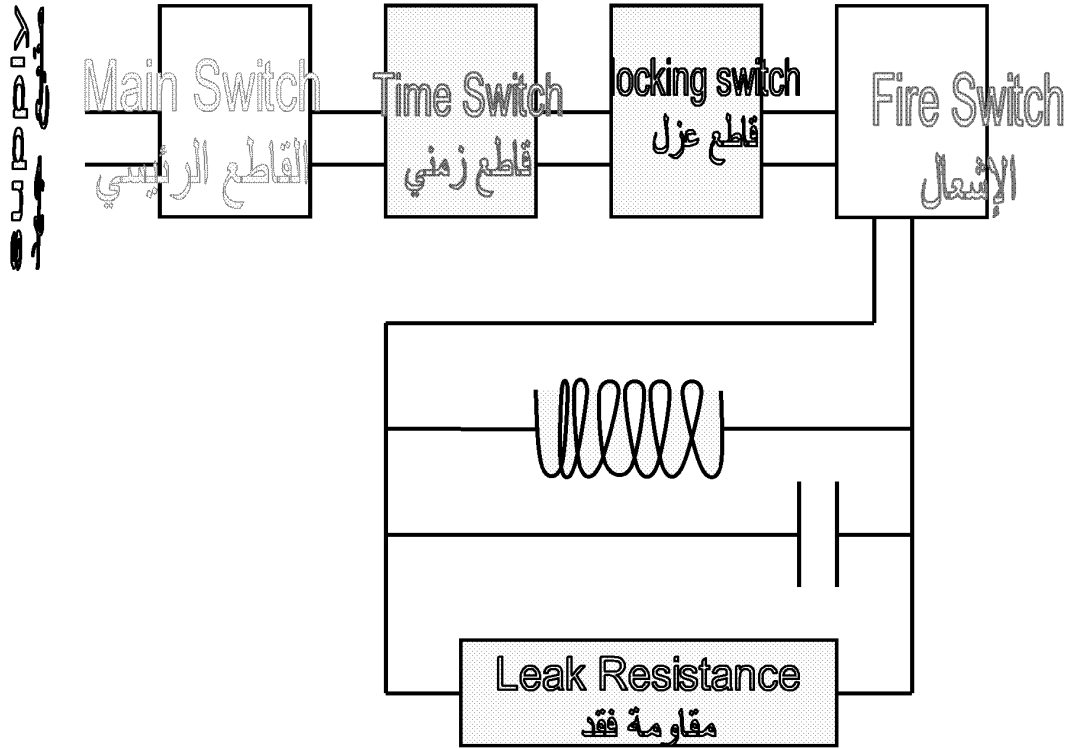 Main Switch
القاطع الرئيسي
Time Switch
قاطع زمني
locking switch
قاطع عزل
Fire Switch
الإشعال
Leak Resistance
مقاومة فقد